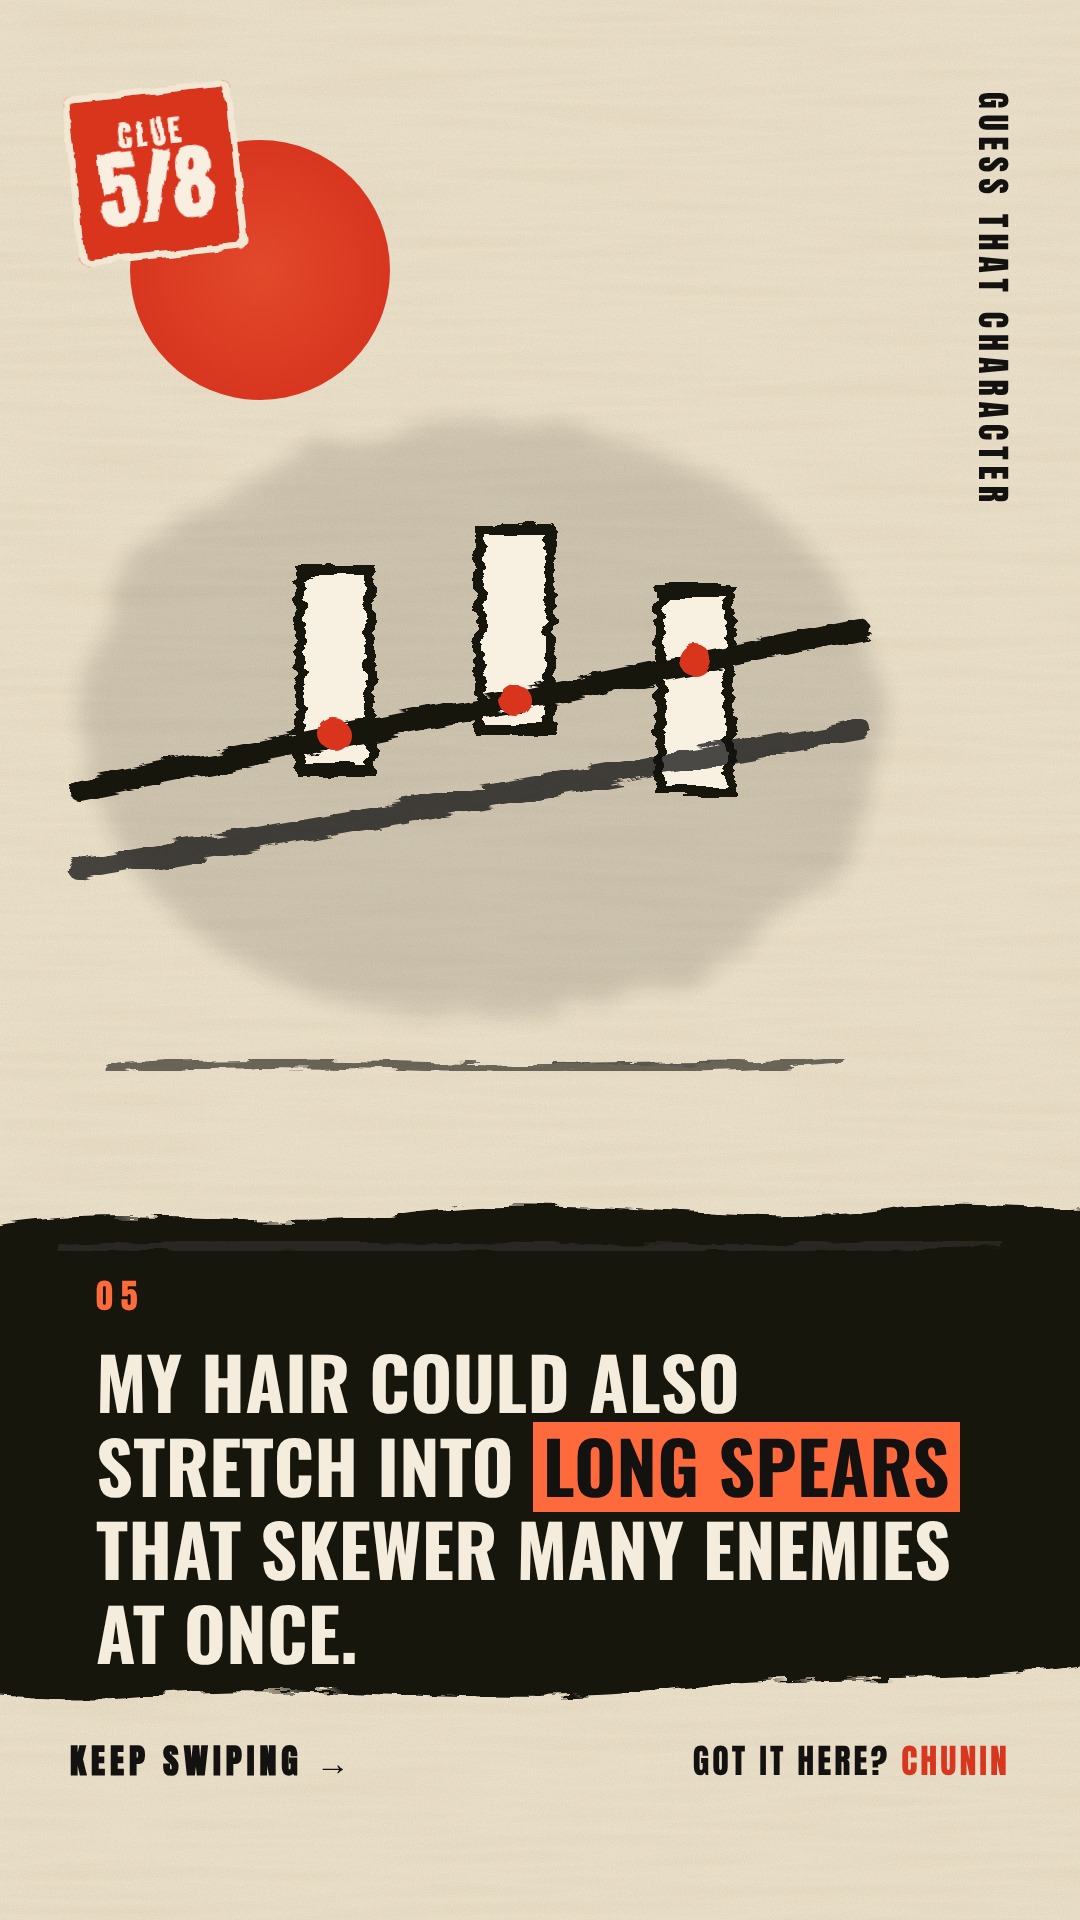 CLUE
5/8
GUESS THAT CHARACTER
05
MY HAIR COULD ALSO
STRETCH INTO LONG SPEARS
THAT SKEWER MANY ENEMIES
AT ONCE.
KEEP SWIPING →
GOT IT HERE? CHUNIN